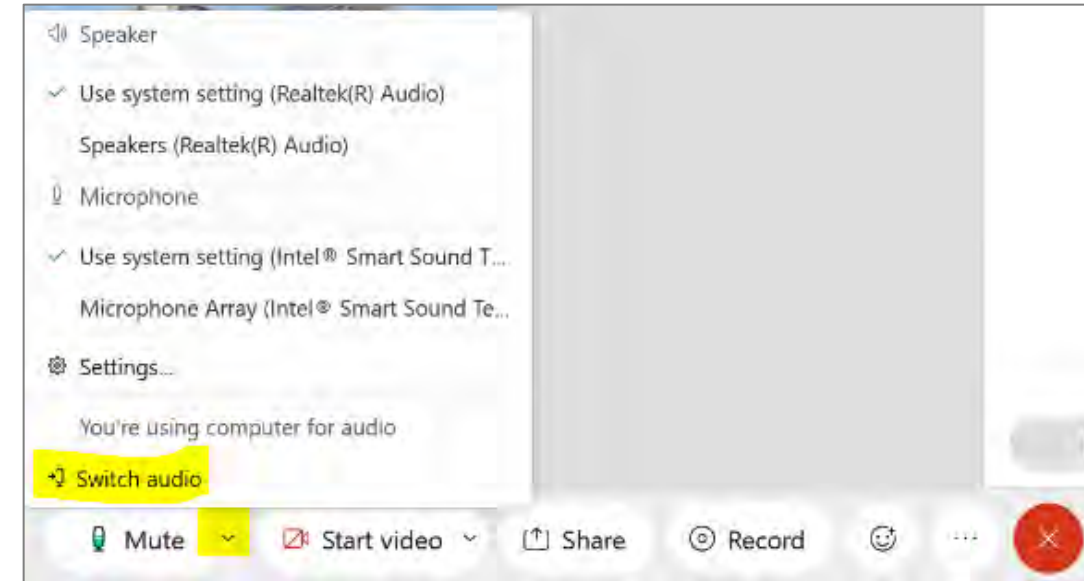 Speaker
Use system setting (Realtek(R) Audio)
Speakers (Realtek(R) Audio)
Microphone
Use system setting (Intel® Smart Sound T...
Microphone Array (Intel® Smart Sound Te...
Settings...
You're using computer for audio
Switch audio
Mute Start video Share Record